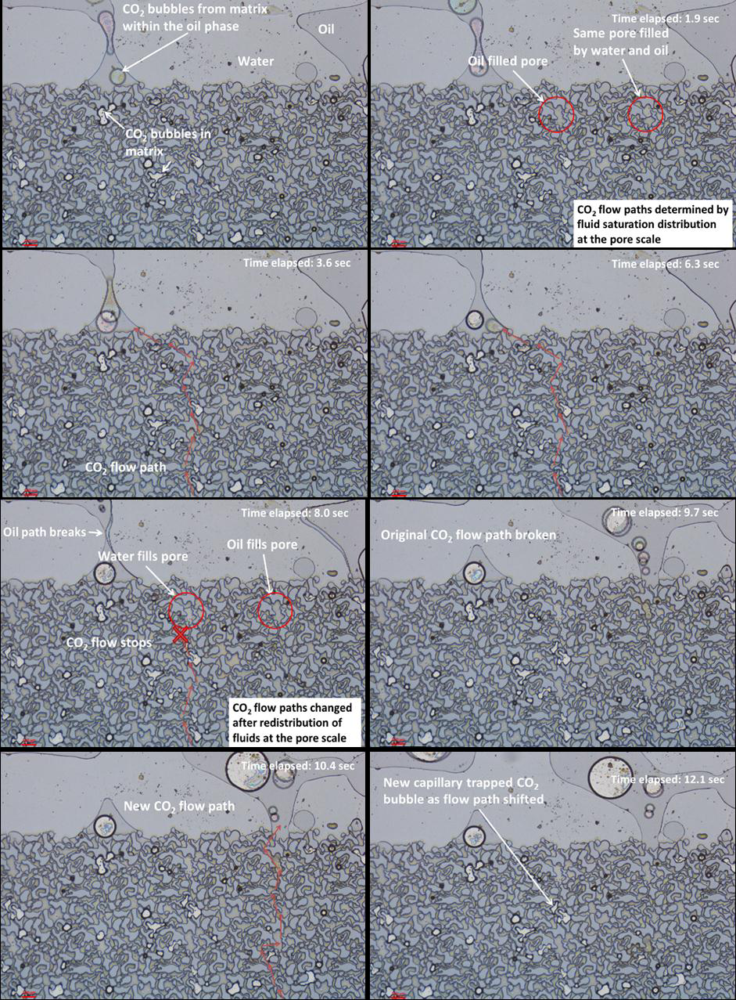 CO2 bubbles from matrix
within the oil phase
Oil
Water
CO2 bubbles in
matrix
Time elapsed: 1.9 sec
Same pore filled
by water and oil
Oil filled pore
CO2 flow paths determined by
fluid saturation distribution
at the pore scale
Time elapsed: 3.6 sec
CO2 flow path
Time elapsed: 6.3 sec
Time elapsed: 8.0 sec
Oil path breaks
Water fills pore
Oil fills pore
CO2 flow stops
CO2 flow paths changed
after redistribution of
fluids at the pore scale
Time elapsed: 9.7 sec
Original CO2 flow path broken
Time elapsed: 10.4 sec
New CO2 flow path
New capillary trapped CO2
bubble as flow path shifted
Time elapsed: 12.1 sec